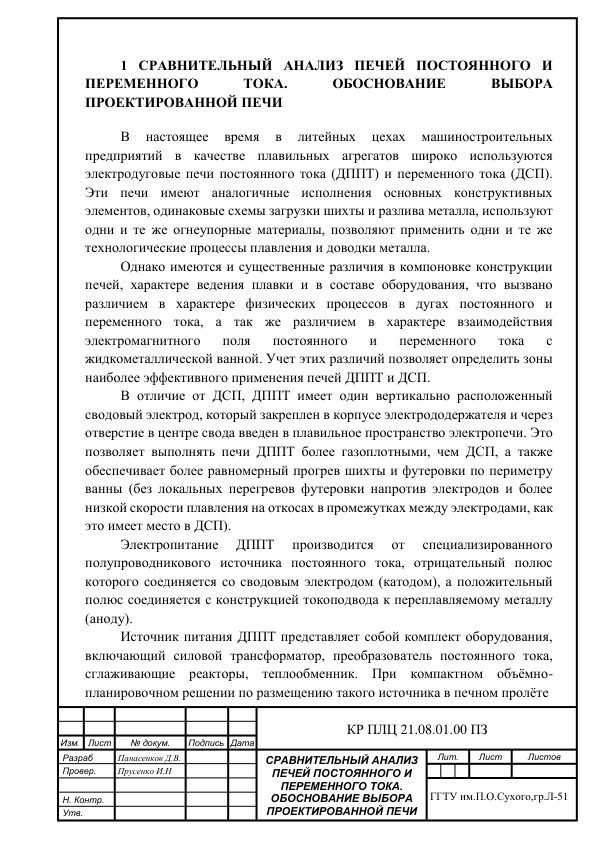 1 СРАВНИТЕЛЬНЫЙ АНАЛИЗ ПЕЧЕЙ ПОСТОЯННОГО И
ПЕРЕМЕННОГО ТОКА. ОБОСНОВАНИЕ ВЫБОРА
ПРОЕКТИРОВАННОЙ ПЕЧИ
В настоящее время в литейных цехах машиностроительных
предприятий в качестве плавильных агрегатов широко используются
электродуговые печи постоянного тока (ДППТ) и переменного тока (ДСП).
Эти печи имеют аналогичные исполнения основных конструктивных
элементов, одинаковые схемы загрузки шихты и разлива металла, используют
одни и те же огнеупорные материалы, позволяют применить одни и те же
технологические процессы плавления и доводки металла.
Однако имеются и существенные различия в компоновке конструкции
печей, характере ведения плавки и в составе оборудования, что вызвано
различием в характере физических процессов в дугах постоянного и
переменного тока, а так же различием в характере взаимодействия
электромагнитного поля постоянного и переменного тока с
жидкометаллической ванной. Учет этих различий позволяет определить зоны
наиболее эффективного применения печей ДППТ и ДСП.
В отличие от ДСП, ДППТ имеет один вертикально расположенный
сводовый электрод, который закреплен в корпусе электрододержателя и через
отверстие в центре свода введен в плавильное пространство электропечи. Это
позволяет выполнять печи ДППТ более газоплотными, чем ДСП, а также
обеспечивает более равномерный прогрев шихты и футеровки по периметру
ванны (без локальных перегревов футеровки напротив электродов и более
низкой скорости плавления на откосах в промежутках между электродами, как
это имеет место в ДСП).
Электропитание ДППТ производится от специализированного
полупроводникового источника постоянного тока, отрицательный полюс
которого соединяется со сводовым электродом (катодом), а положительный
полюс соединяется с конструкцией токоподвода к переплавляемому металлу
(аноду).
Источник питания ДППТ представляет собой комплект оборудования,
включающий силовой трансформатор, преобразователь постоянного тока,
сглаживающие реакторы, теплообменник. При компактном объёмно-
планировочном решении по размещению такого источника в печном пролёте
КР ПЛЦ 21.08.01.00 ПЗ
Изм. Лист № докум. Подпись Дата
Разраб Панасенков Д.В.
Провер. Прусенко И.Н
Н. Контр.
Утв.
СРАВНИТЕЛЬНЫЙ АНАЛИЗ
ПЕЧЕЙ ПОСТОЯННОГО И
ПЕРЕМЕННОГО ТОКА.
ОБОСНОВАНИЕ ВЫБОРА
ПРОЕКТИРОВАННОЙ ПЕЧИ
Лит. Лист Листов
ГГТУ им.П.О.Сухого,гр.Л-51